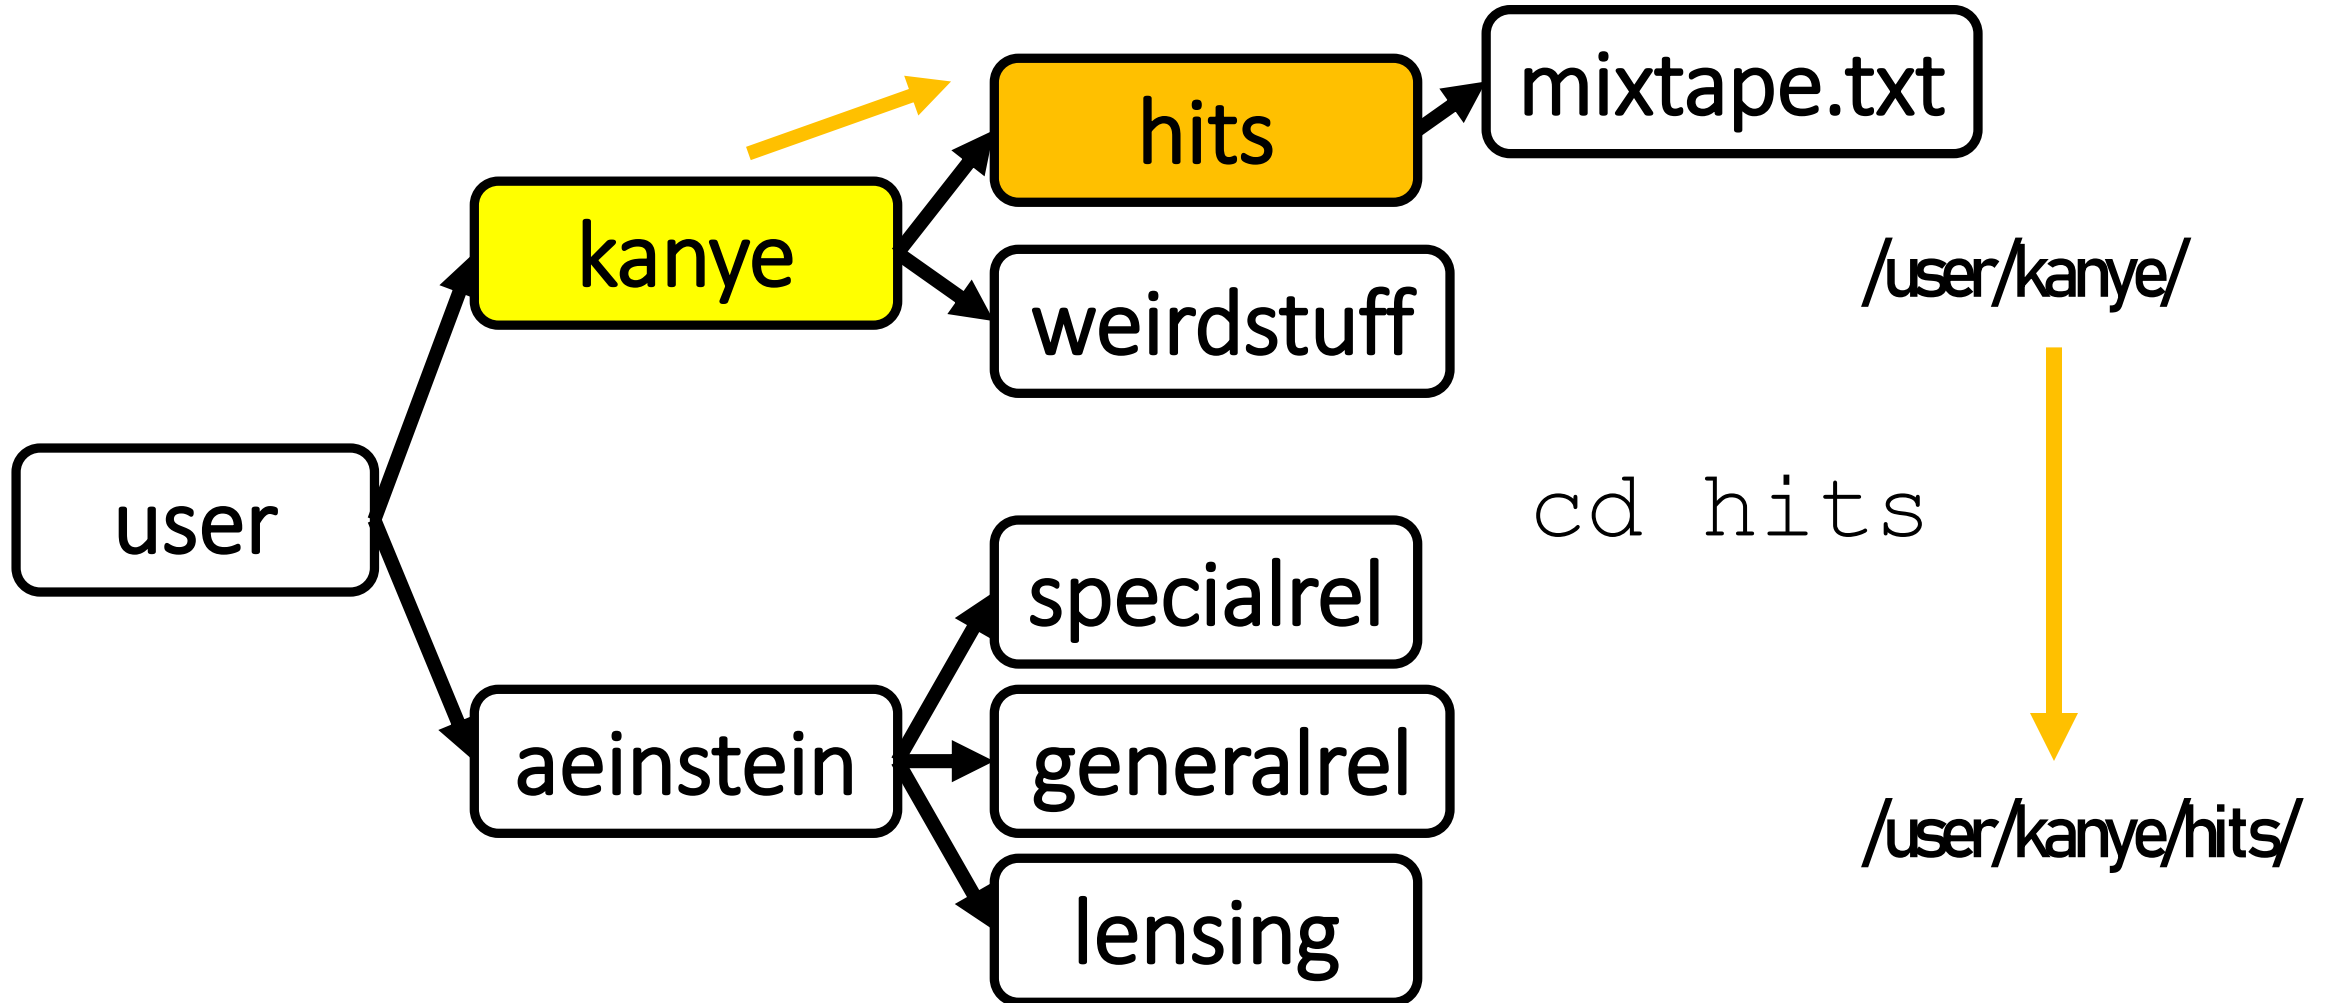 mixtape.txt
hits
kanye
/user/kanye/
weirdstuff
cd hits
user
specialrel
aeinstein
generalrel
/user/kanye/hits/
lensing